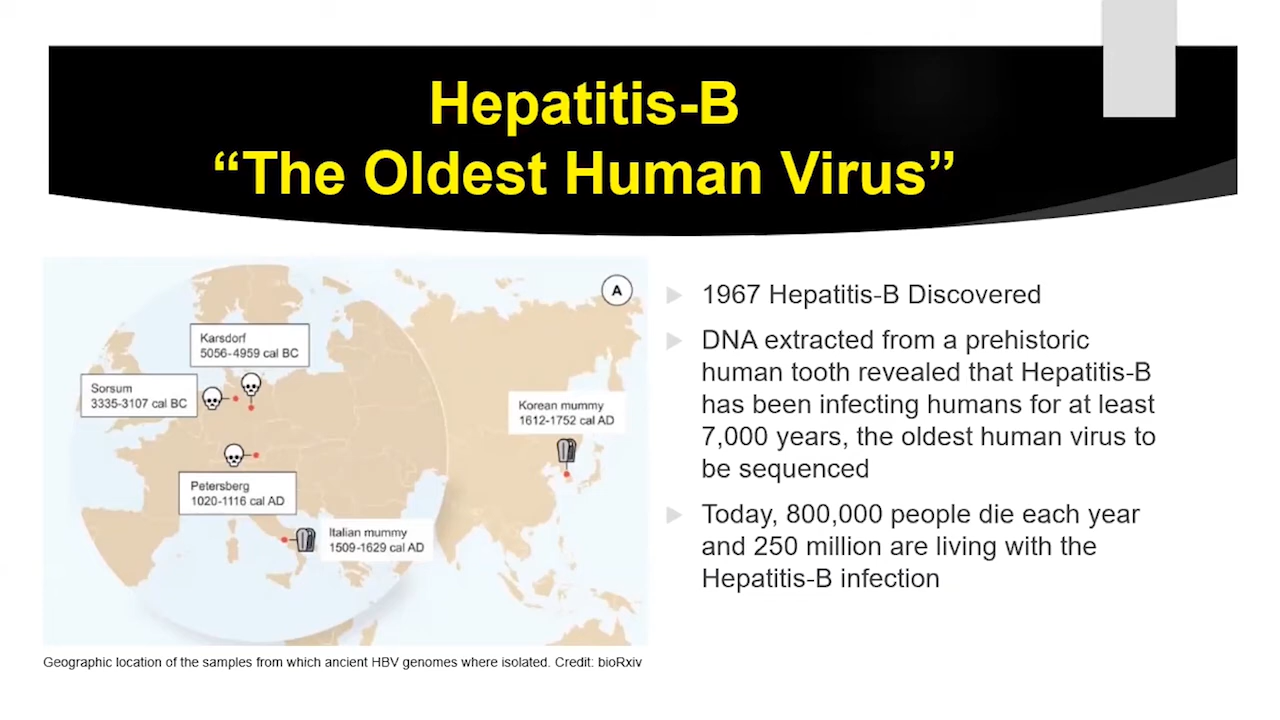 Hepatitis-B
“The Oldest Human Virus”
A
Karsdorf
5056-4959 cal BC
Sorsum
3335-3107 cal BC
Korean mummy
1612-1752 cal AD
Petersberg
1020-1116 cal AD
Italian mummy
1509-1629 cal AD
Geographic location of the samples from which ancient HBV genomes where isolated. Credit: bioRxiv
1967 Hepatitis-B Discovered
DNA extracted from a prehistoric
human tooth revealed that Hepatitis-B
has been infecting humans for at least
7,000 years, the oldest human virus to
be sequenced
Today, 800,000 people die each year
and 250 million are living with the
Hepatitis-B infection